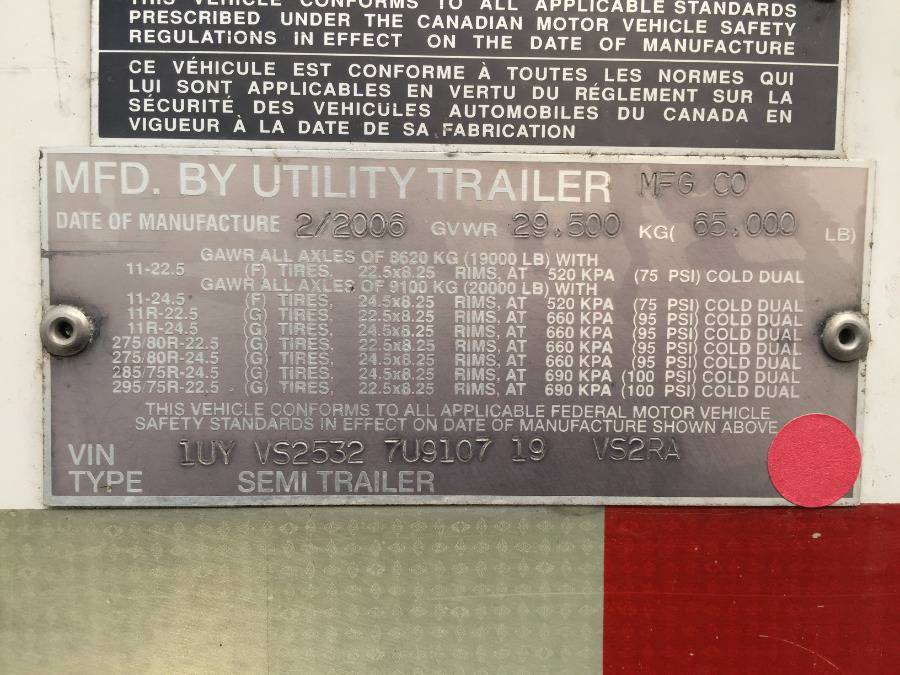 THIS VEHICLE CONFORMS TO ALL APPLICABLE STANDARDS
PRESCRIBED UNDER THE CANADIAN MOTOR VEHICLE SAFETY
REGULATIONS IN EFFECT ON THE DATE OF MANUFACTURE
CE VÉHICULE EST CONFORME À TOUTES LES NORMES QUI
LUI SONT APPLICABLES EN VERTU DU RÉGLEMENT SUR LA
SÉCURITÉ DES VEHICULES AUTOMOBILES DU CANADA EN
VIGUEUR À LA DATE DE SA FABRICATION
MFD. BY UTILITY TRAILER MFG CO
DATE OF MANUFACTURE 2/2006 GVWR 29.500 KG( 65.000 LB)
GAWR ALL AXLES OF 8620 KG (19000 LB) WITH
11-22.5 (F) TIRES, 22.5x8.25 RIMS, AT 520 KPA (75 PSI) COLD DUAL
GAWR ALL AXLES OF 9100 KG (20000 LB) WITH
11-24.5 (F) TIRES, 24.5x8.25 RIMS, AT 520 KPA (75 PSI) COLD DUAL
11R-22.5 (G) TIRES, 22.5x8.25 RIMS, AT 660 KPA (95 PSI) COLD DUAL
11R-24.5 (G) TIRES, 24.5x8.25 RIMS, AT 660 KPA (95 PSI) COLD DUAL
275/80R-22.5 (G) TIRES, 22.5x8.25 RIMS, AT 660 KPA (95 PSI) COLD DUAL
275/80R-24.5 (G) TIRES, 24.5x8.25 RIMS, AT 660 KPA (95 PSI) COLD DUAL
285/75R-24.5 (G) TIRES, 24.5x8.25 RIMS, AT 690 KPA (100 PSI) COLD DUAL
295/75R-22.5 (G) TIRES, 22.5x8.25 RIMS, AT 690 KPA (100 PSI) COLD DUAL
THIS VEHICLE CONFORMS TO ALL APPLICABLE FEDERAL MOTOR VEHICLE
SAFETY STANDARDS IN EFFECT ON DATE OF MANUFACTURE SHOWN ABOVE
VIN 1UY VS2532 7U9107 19 VS2RA
TYPE SEMI TRAILER